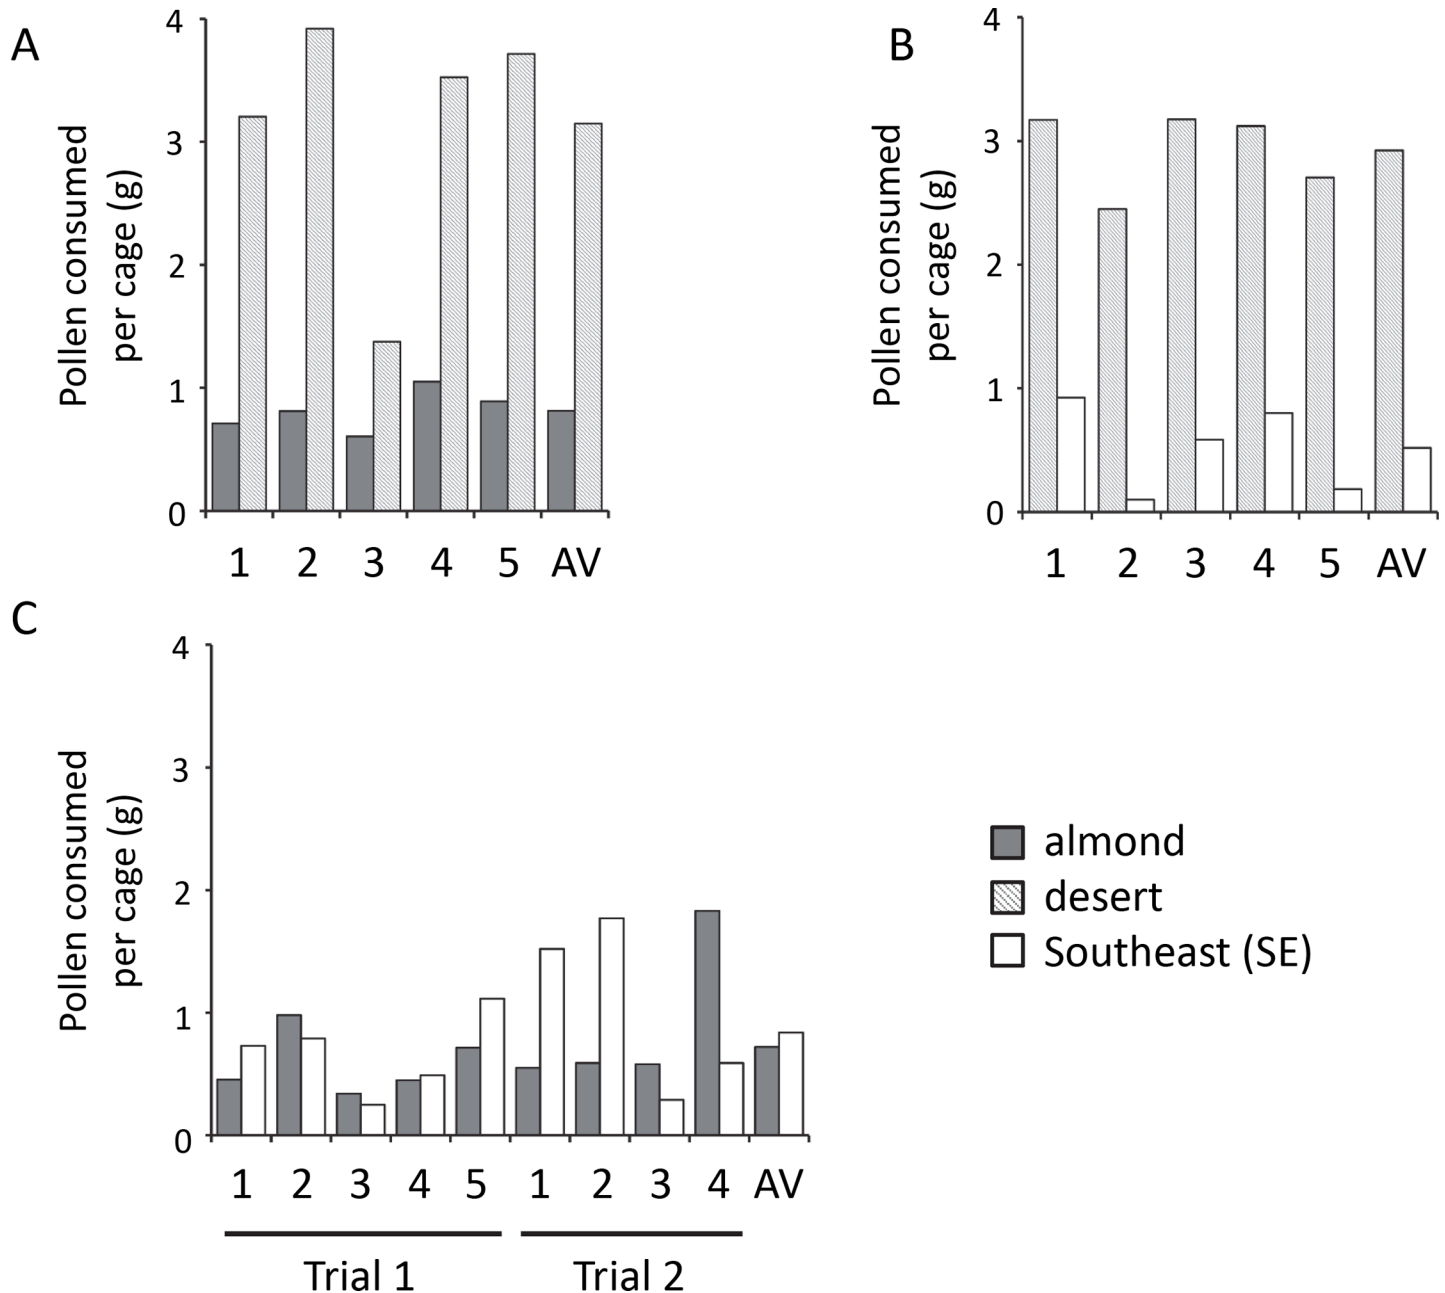 A
4
3
2
1
0
Pollen consumed
per cage (g)
1 2 3 4 5 AV
B
4
3
2
1
0
Pollen consumed
per cage (g)
1 2 3 4 5 AV
C
4
3
2
1
0
Pollen consumed
per cage (g)
1 2 3 4 5 1 2 3 4 AV
Trial 1 Trial 2
almond
desert
Southeast (SE)